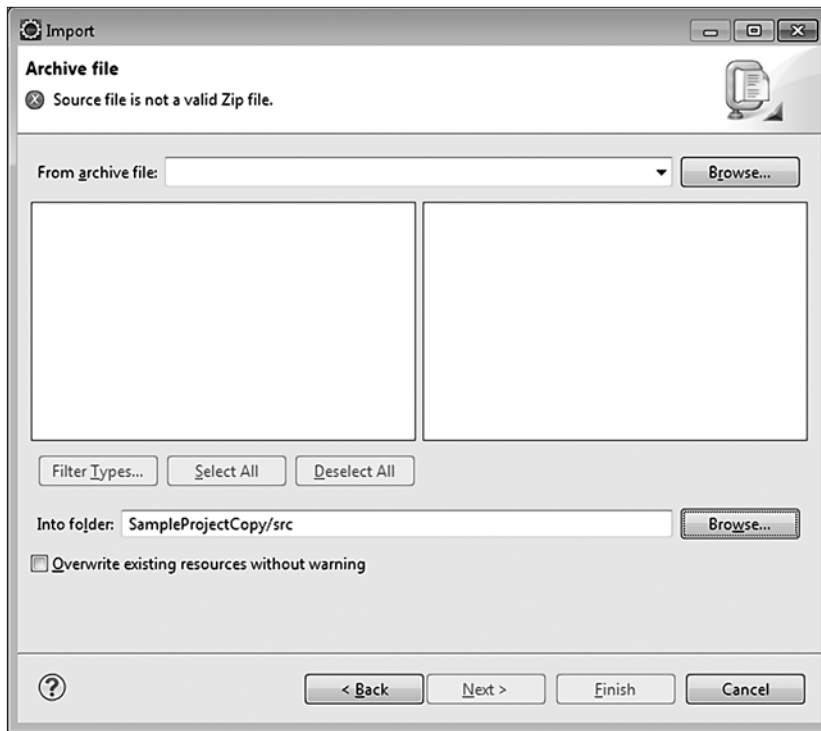 Import
Archive file
Source file is not a valid Zip file.
From archive file:
Browse...
Filter Types...
Select All
Deselect All
Into folder: SampleProjectCopy/src
Browse...
Overwrite existing resources without warning
?
< Back
Next >
Finish
Cancel